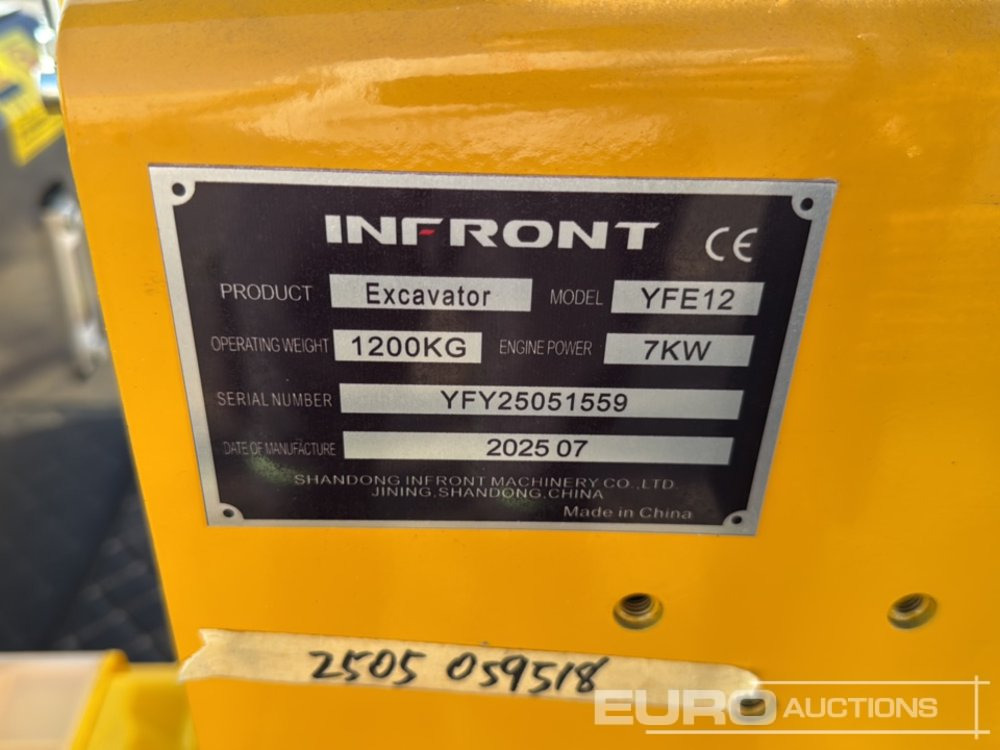 INFRONT CE
PRODUCT Excavator MODEL YFE12
OPERATING WEIGHT 1200KG ENGINE POWER 7KW
SERIAL NUMBER YFY25051559
DATE OF MANUFACTURE 2025 07
SHANDONG INFRONT MACHINERY CO., LTD.
JINING, SHANDONG, CHINA
Made in China
2505 059518
EURO AUCTIONS